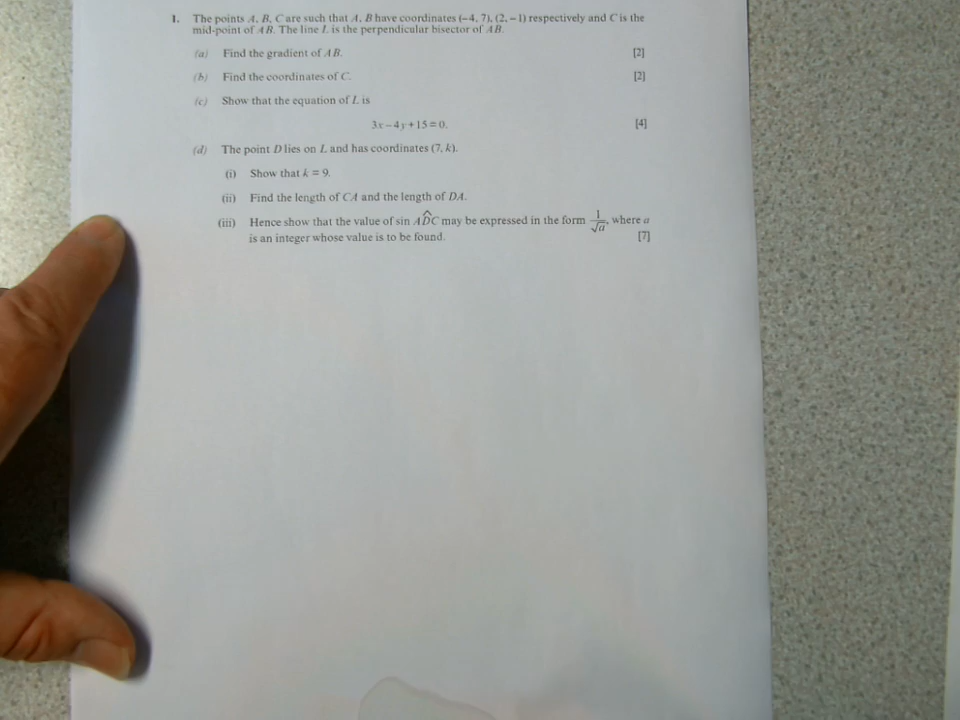 1. The points A, B, C are such that A, B have coordinates (−4, 7), (2, −1) respectively and C is the
mid-point of AB. The line L is the perpendicular bisector of AB.
(a) Find the gradient of AB. [2]
(b) Find the coordinates of C. [2]
(c) Show that the equation of L is
3x − 4y + 15 = 0. [4]
(d) The point D lies on L and has coordinates (7, k).
(i) Show that k = 9.
(ii) Find the length of CA and the length of DA.
(iii) Hence show that the value of sin AD̂C may be expressed in the form 1/√a, where a
is an integer whose value is to be found. [7]